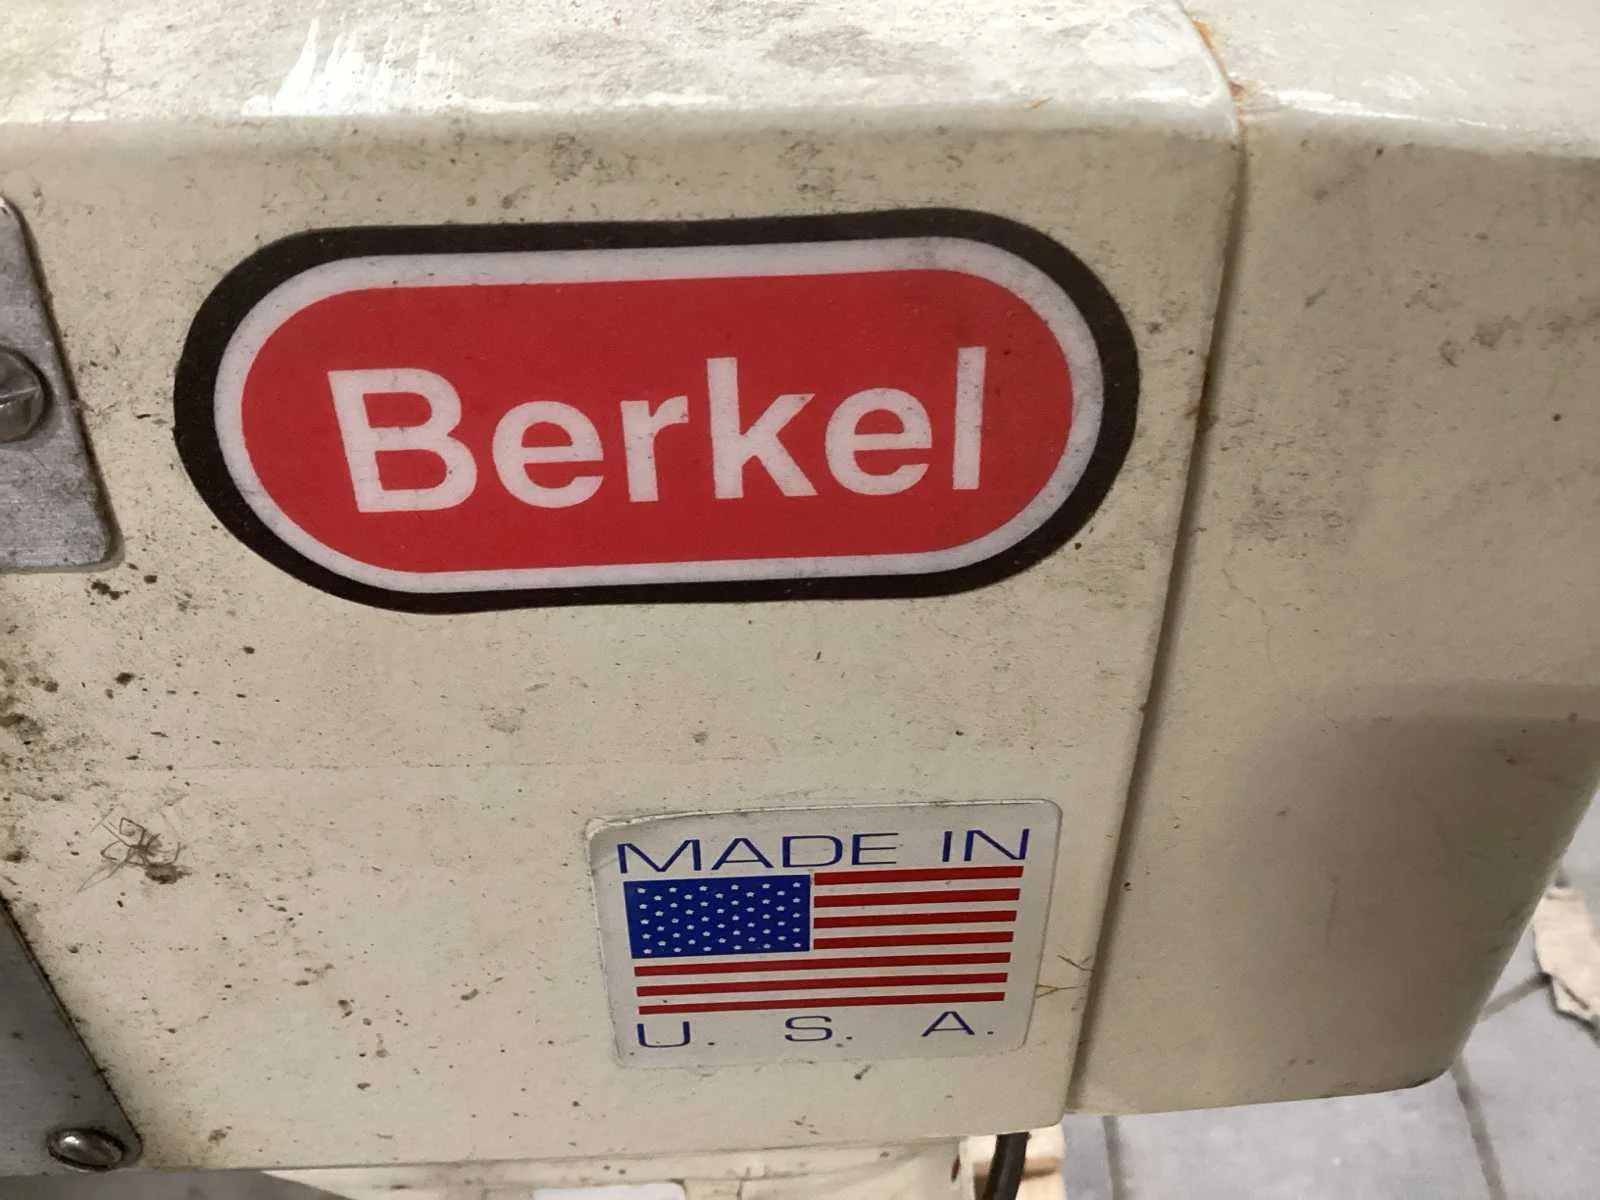 Berkel
MADE IN
U. S. A.